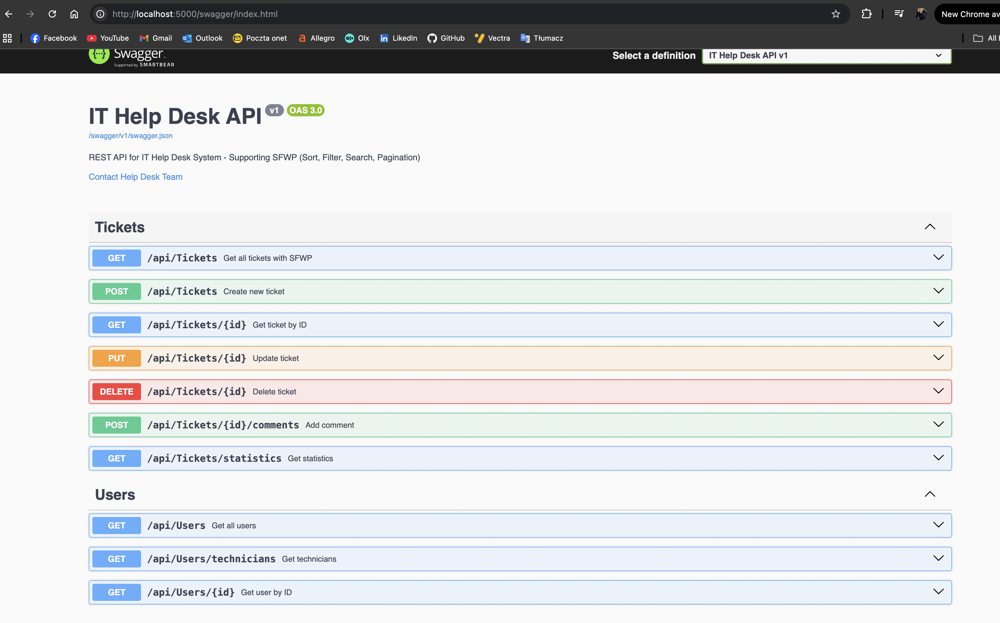 http://localhost:5000/swagger/index.html
New Chrome av
Facebook YouTube Gmail Outlook Poczta onet Allegro Olx LikedIn GitHub Vectra Tłumacz
All
Swagger
Supported by SMARTBEAR
Select a definition
IT Help Desk API v1
IT Help Desk API v1 OAS 3.0
/swagger/v1/swagger.json
REST API for IT Help Desk System - Supporting SFWP (Sort, Filter, Search, Pagination)
Contact Help Desk Team
Tickets
GET /api/Tickets Get all tickets with SFWP
POST /api/Tickets Create new ticket
GET /api/Tickets/{id} Get ticket by ID
PUT /api/Tickets/{id} Update ticket
DELETE /api/Tickets/{id} Delete ticket
POST /api/Tickets/{id}/comments Add comment
GET /api/Tickets/statistics Get statistics
Users
GET /api/Users Get all users
GET /api/Users/technicians Get technicians
GET /api/Users/{id} Get user by ID